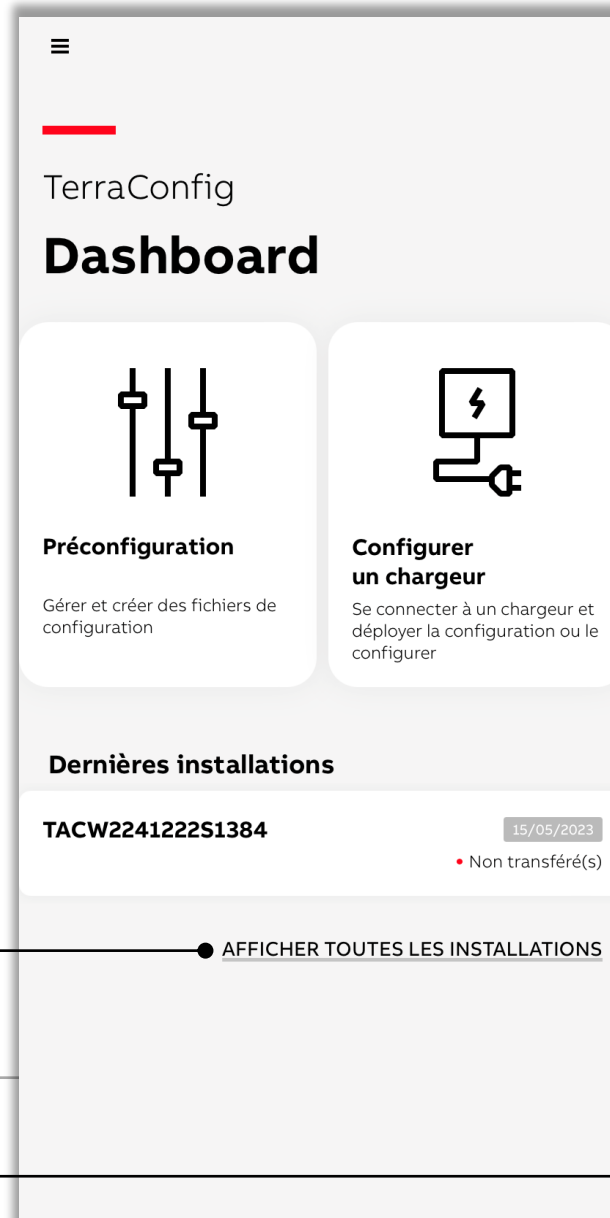 TerraConfig
Dashboard
Préconfiguration
Gérer et créer des fichiers de
configuration
Configurer
un chargeur
Se connecter à un chargeur et
déployer la configuration ou le
configurer
Dernières installations
TACW2241222S1384
15/05/2023
• Non transféré(s)
AFFICHER TOUTES LES INSTALLATIONS